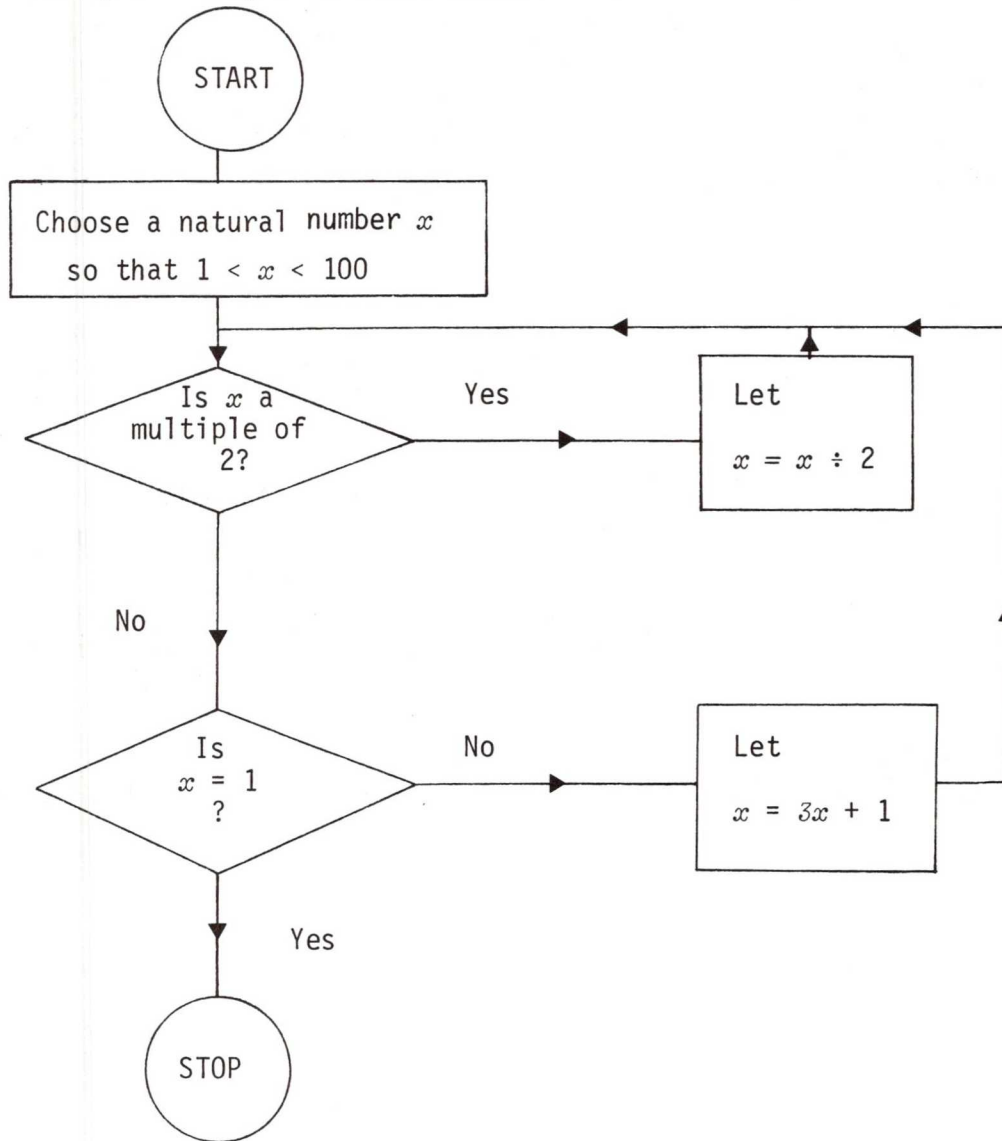 START
Choose a natural number x
so that 1 < x < 100
Is x a
multiple of
2?
Yes
Let
x = x ÷ 2
No
Is
x = 1
?
No
Let
x = 3x + 1
Yes
STOP